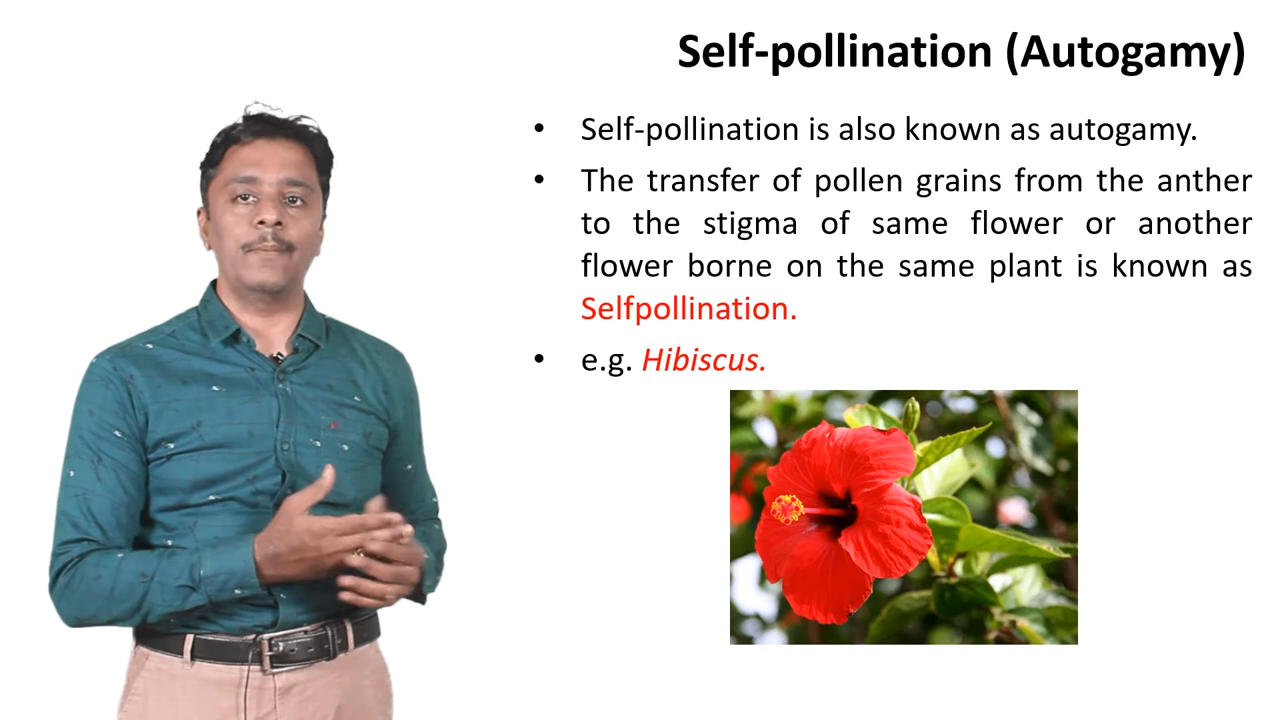 Self-pollination (Autogamy)
• Self-pollination is also known as autogamy.
• The transfer of pollen grains from the anther
to the stigma of same flower or another
flower borne on the same plant is known as
Selfpollination.
• e.g. Hibiscus.